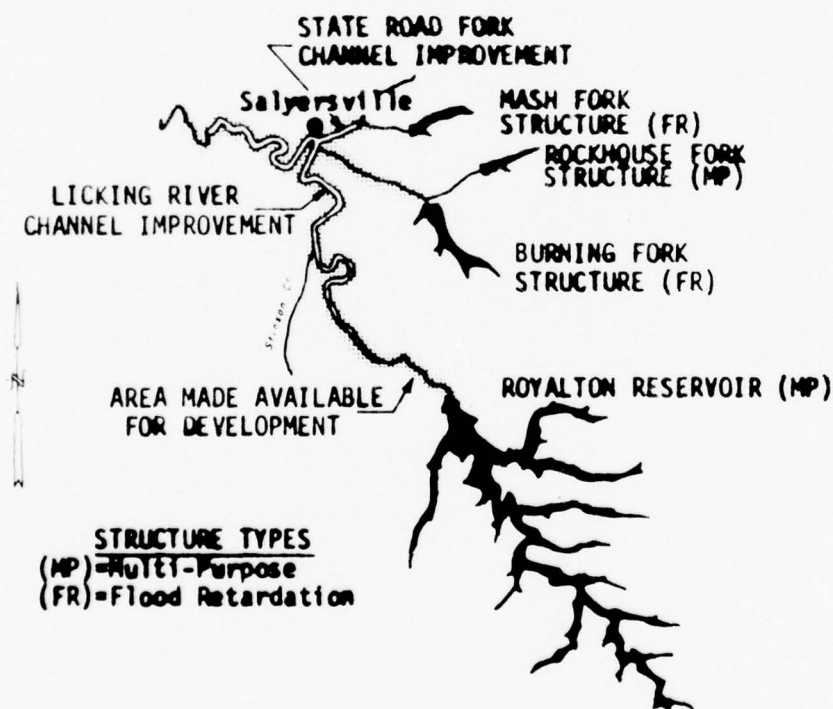 STATE ROAD FORK
CHANNEL IMPROVEMENT
Salyersville
MASH FORK
STRUCTURE (FR)
ROCKHOUSE FORK
STRUCTURE (MP)
LICKING RIVER
CHANNEL IMPROVEMENT
BURNING FORK
STRUCTURE (FR)
Stinson Cr
AREA MADE AVAILABLE
FOR DEVELOPMENT
ROYALTON RESERVOIR (MP)
N
STRUCTURE TYPES
(MP)=Multi-Purpose
(FR)=Flood Retardation